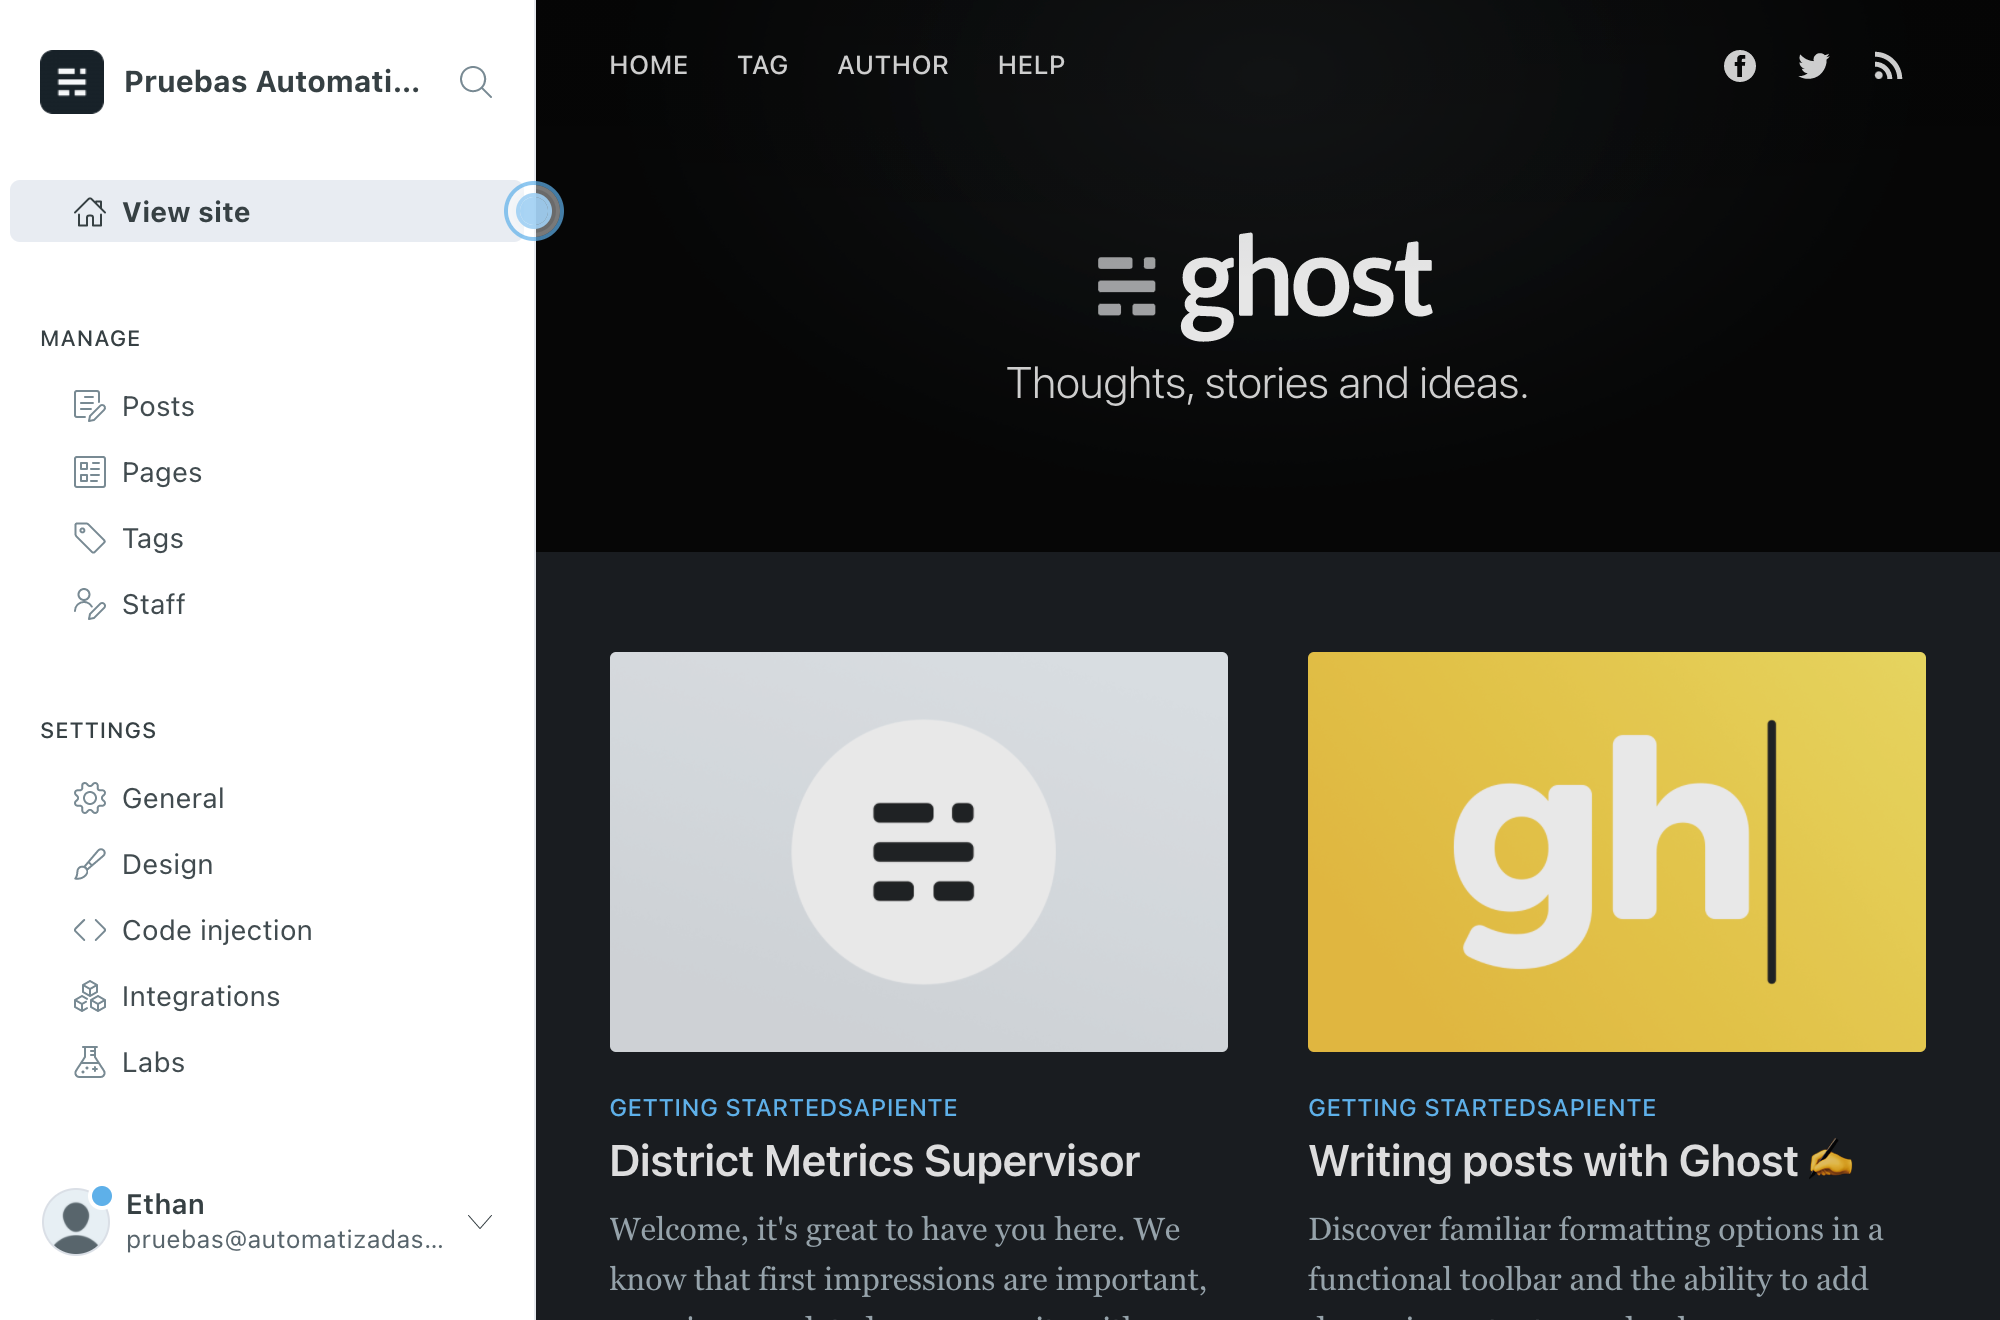 Pruebas Automati...
View site
MANAGE
Posts
Pages
Tags
Staff
SETTINGS
General
Design
Code injection
Integrations
Labs
Ethan
pruebas@automatizadas...
HOME TAG AUTHOR HELP
ghost
Thoughts, stories and ideas.
GETTING STARTEDSAPIENTE
District Metrics Supervisor
Welcome, it's great to have you here. We
know that first impressions are important,
gh
GETTING STARTEDSAPIENTE
Writing posts with Ghost ✍️
Discover familiar formatting options in a
functional toolbar and the ability to add